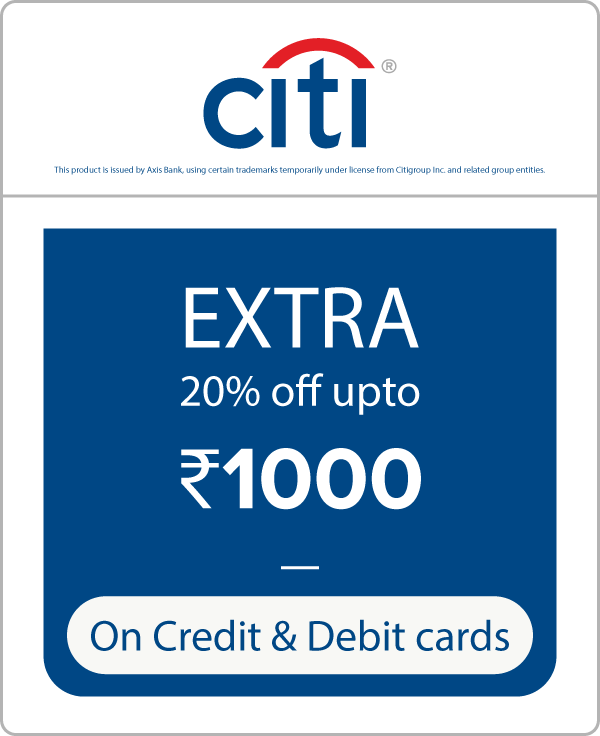 citi®
This product is issued by Axis Bank, using certain trademarks temporarily under license from Citigroup Inc. and related group entities.
EXTRA
20% off upto
₹1000
On Credit & Debit cards